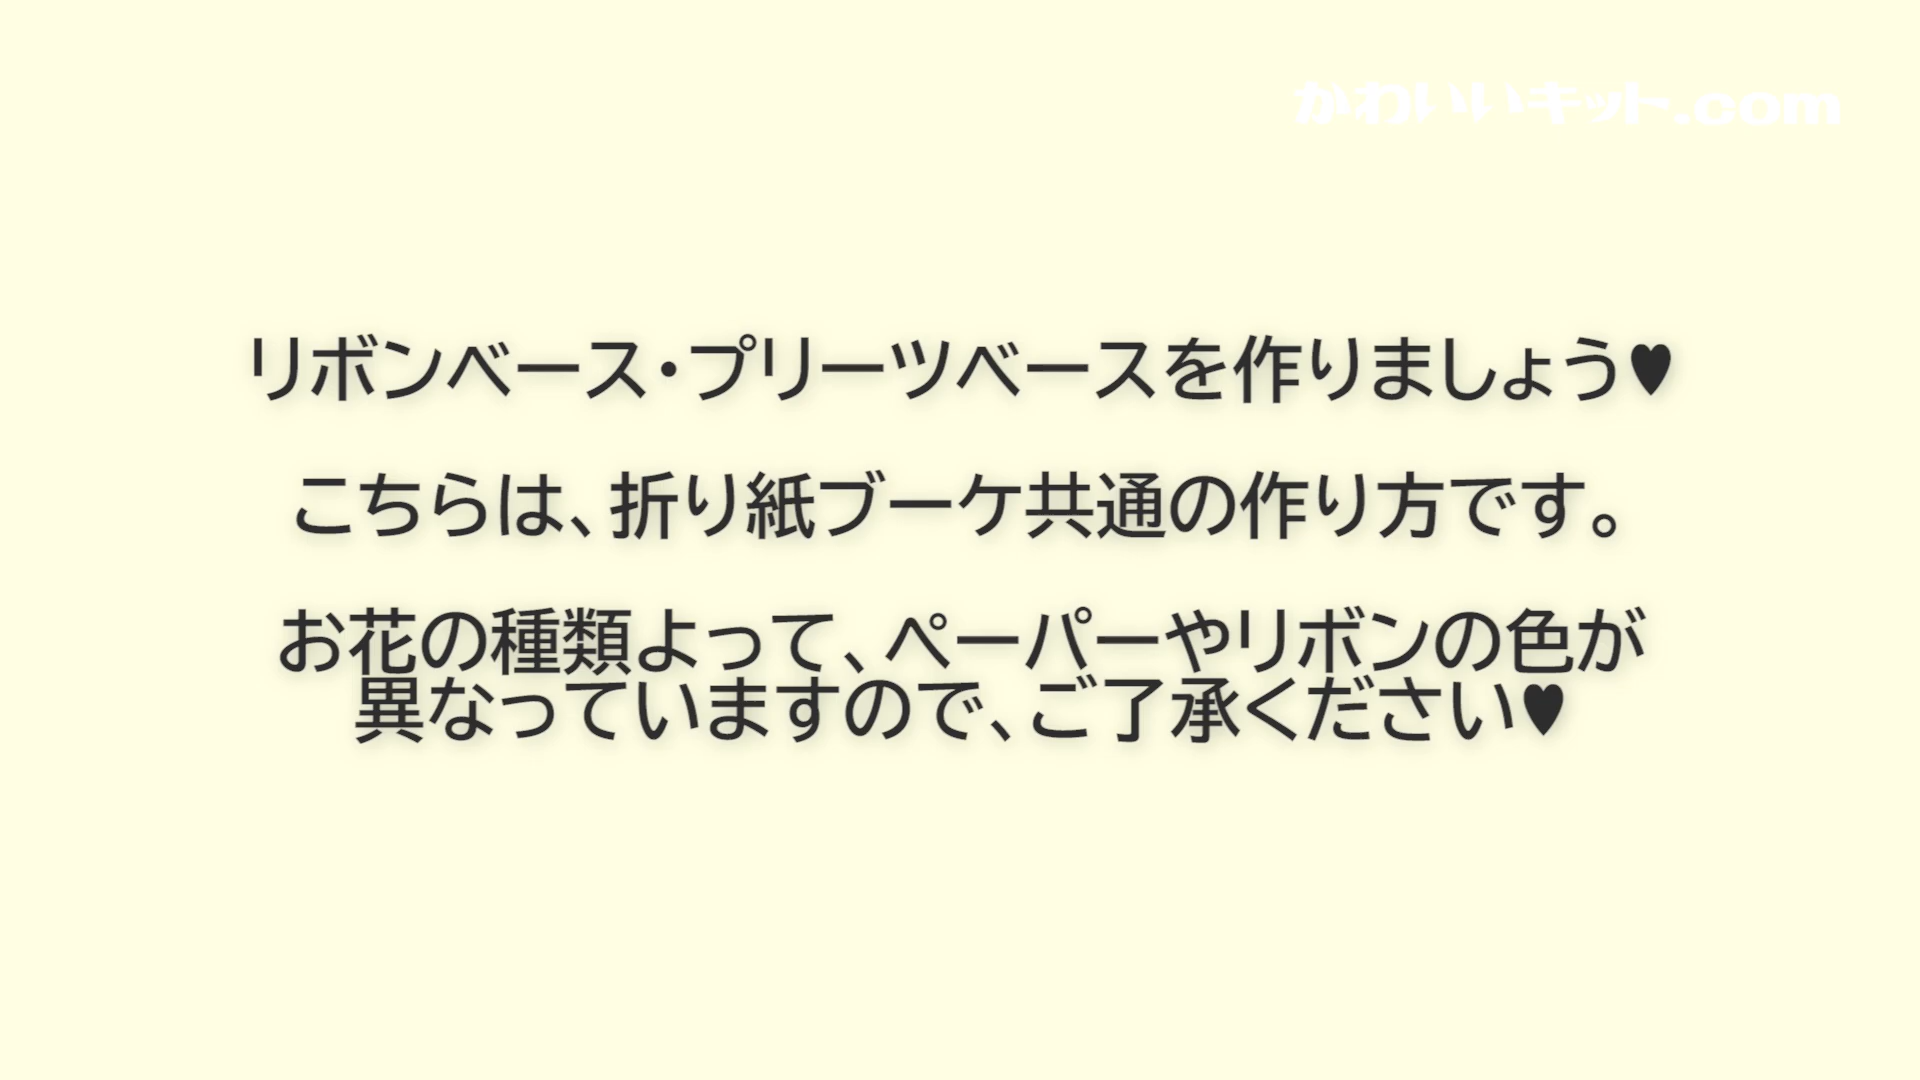 かわいいキット.com
リボンベース・プリーツベースを作りましょう♥
こちらは、折り紙ブーケ共通の作り方です。
お花の種類よって、ペーパーやリボンの色が
異なっていますので、ご了承ください♥